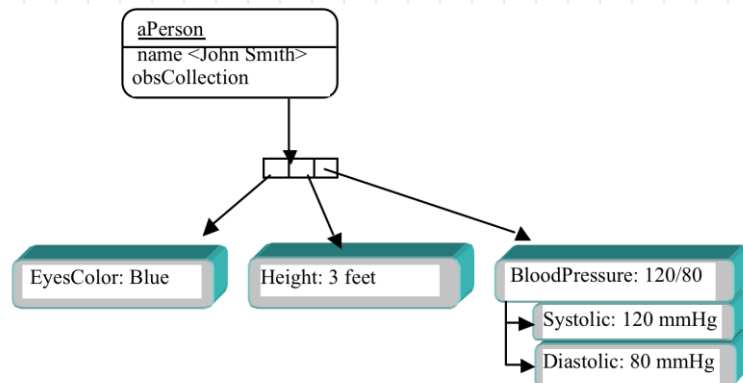 aPerson
name <John Smith>
obsCollection
EyesColor: Blue
Height: 3 feet
BloodPressure: 120/80
Systolic: 120 mmHg
Diastolic: 80 mmHg